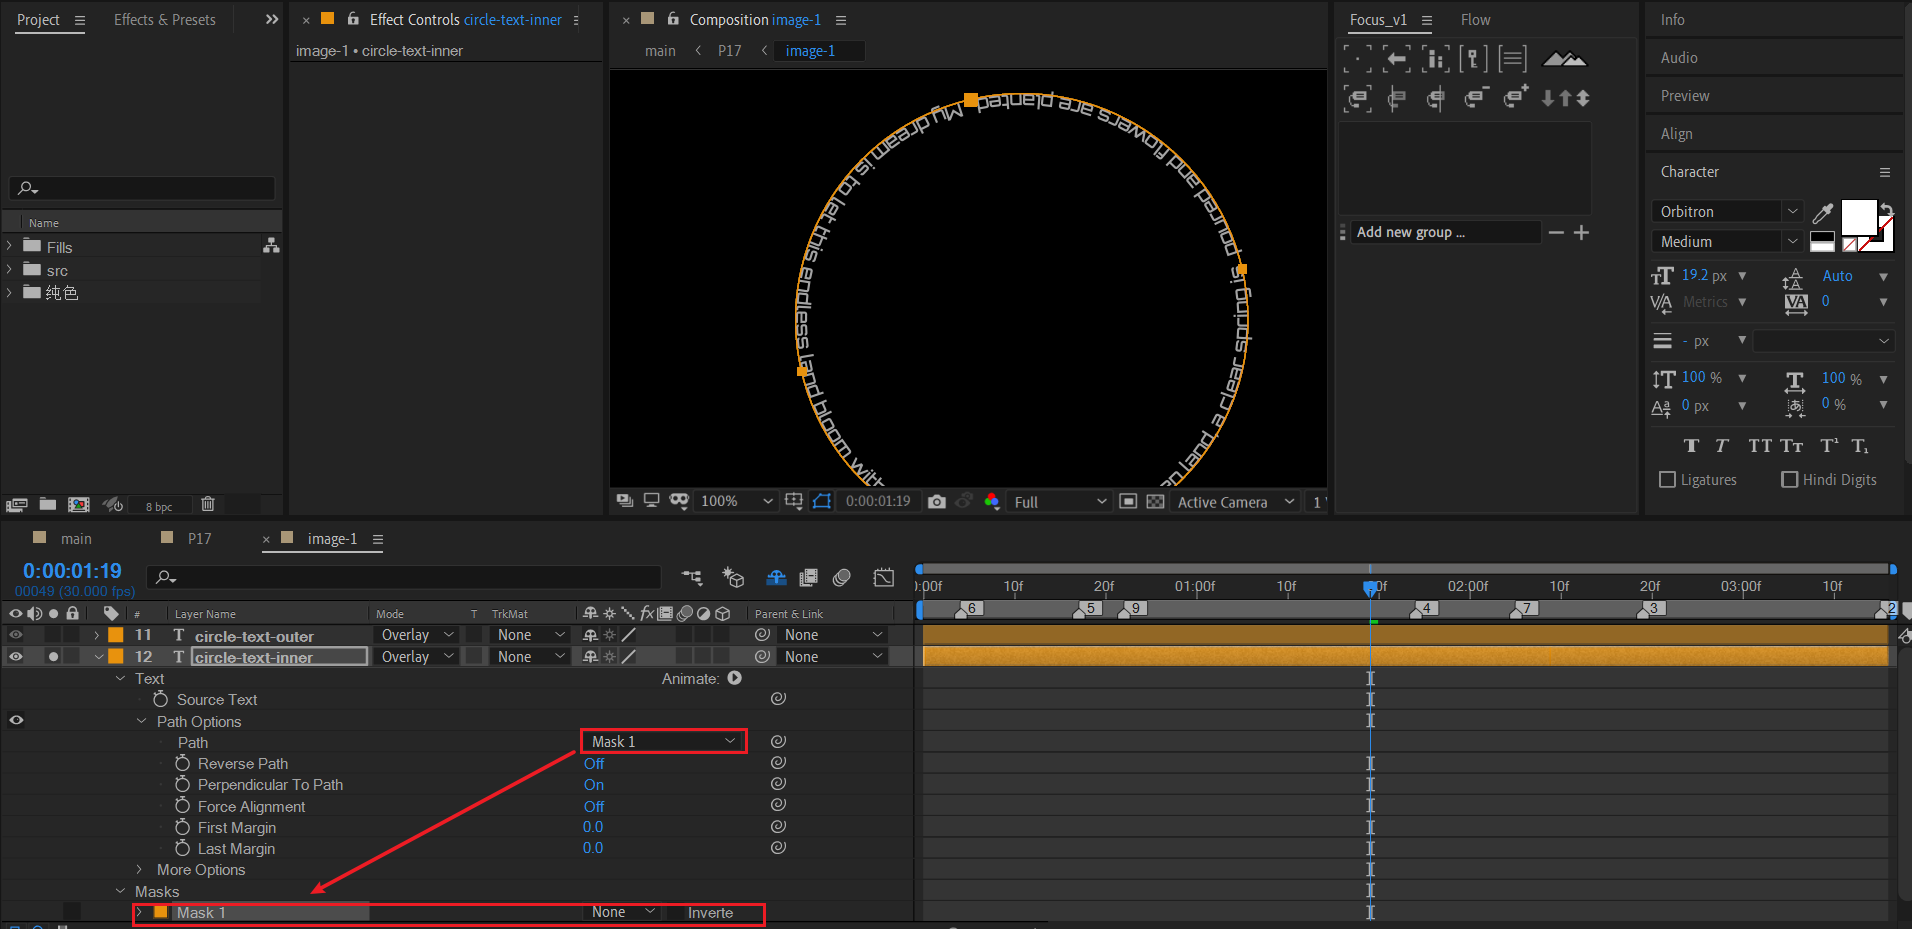 Project
Effects & Presets
Effect Controls circle-text-inner
Composition image-1
Focus_v1
Flow
Info
image-1 • circle-text-inner
main
P17
image-1
Audio
Preview
Align
Character
My dream is to let this endless land bloom with
ed lead e clear spring is poured and flowers are planted
Orbitron
Medium
Name
Fills
src
纯色
Add new group ...
19.2 px
Auto
Metrics
0
- px
100 %
100 %
0 px
0 %
Ligatures
Hindi Digits
8 bpc
100%
0:00:01:19
Full
Active Camera
1
main
P17
image-1
0:00:01:19
00049 (30.000 fps)
:00f
10f
20f
01:00f
10f
02:00f
10f
20f
03:00f
10f
# Layer Name
Mode
T TrkMat
Parent & Link
6
5
9
4
7
3
2
11 T circle-text-outer
Overlay
None
None
12 T circle-text-inner
Overlay
None
None
Text
Animate:
Source Text
Path Options
Path
Mask 1
Reverse Path
Off
Perpendicular To Path
On
Force Alignment
Off
First Margin
0.0
Last Margin
0.0
More Options
Masks
Mask 1
None
Inverte